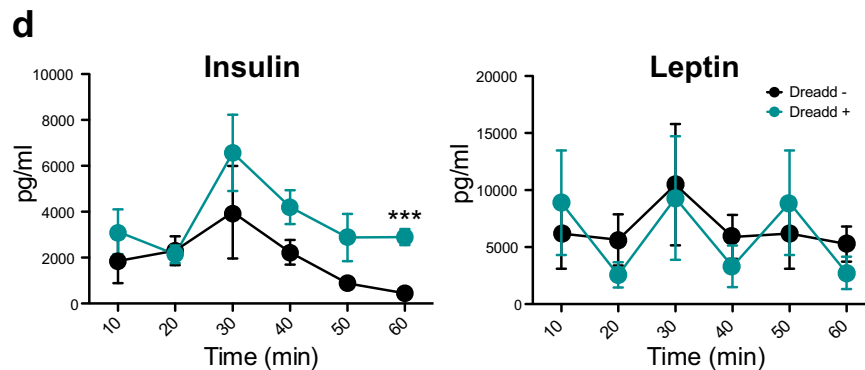 d
Insulin
pg/ml
10000
8000
6000
4000
2000
0
***
10 20 30 40 50 60
Time (min)
Leptin
pg/ml
20000
15000
10000
5000
0
Dreadd -
Dreadd +
10 20 30 40 50 60
Time (min)